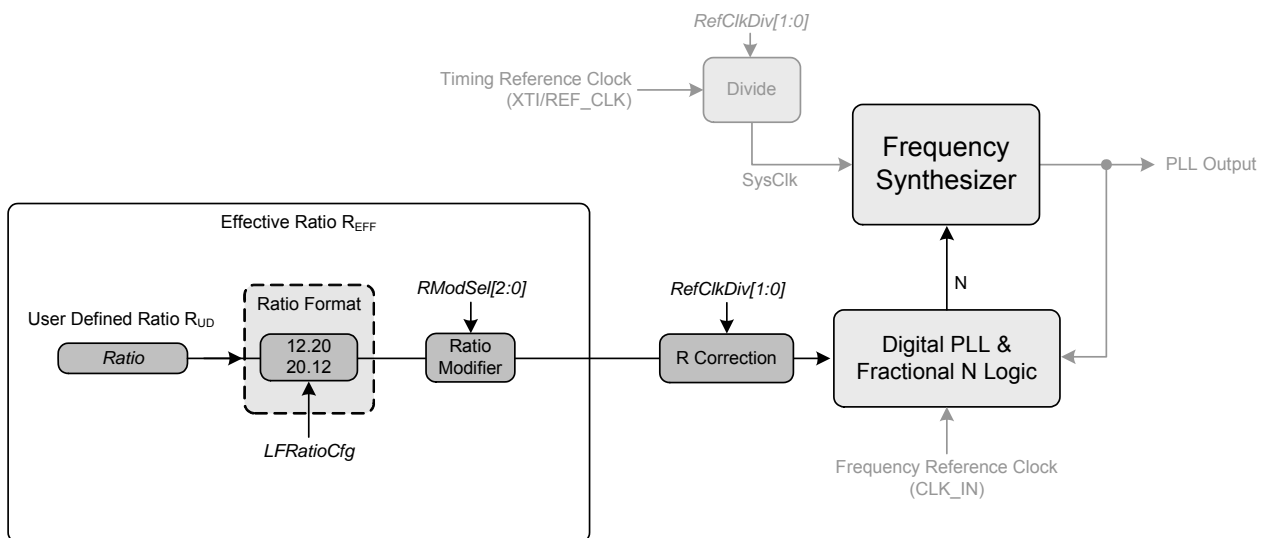 RefClkDiv[1:0]
Timing Reference Clock
(XTI/REF_CLK)
Divide
SysClk
Frequency
Synthesizer
PLL Output
Effective Ratio REFF
User Defined Ratio RUD
Ratio
Ratio Format
12.20
20.12
LFRatioCfg
RModSel[2:0]
Ratio
Modifier
RefClkDiv[1:0]
R Correction
N
Digital PLL &
Fractional N Logic
Frequency Reference Clock
(CLK_IN)